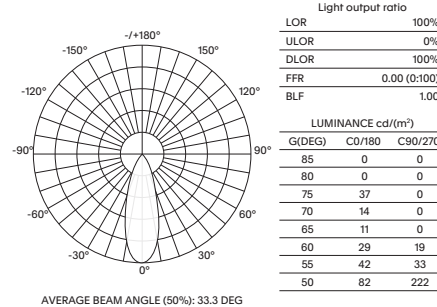 -/+180°
-150° 150°
-120° 120°
-90° 90°
-60° 60°
-30° 30°
0°
AVERAGE BEAM ANGLE (50%): 33.3 DEG
Light output ratio
LOR 100%
ULOR 0%
DLOR 100%
FFR 0.00 (0:100)
BLF 1.00
LUMINANCE cd/(m²)
G(DEG) C0/180 C90/270
85 0 0
80 0 0
75 37 0
70 14 0
65 11 0
60 29 19
55 42 33
50 82 222